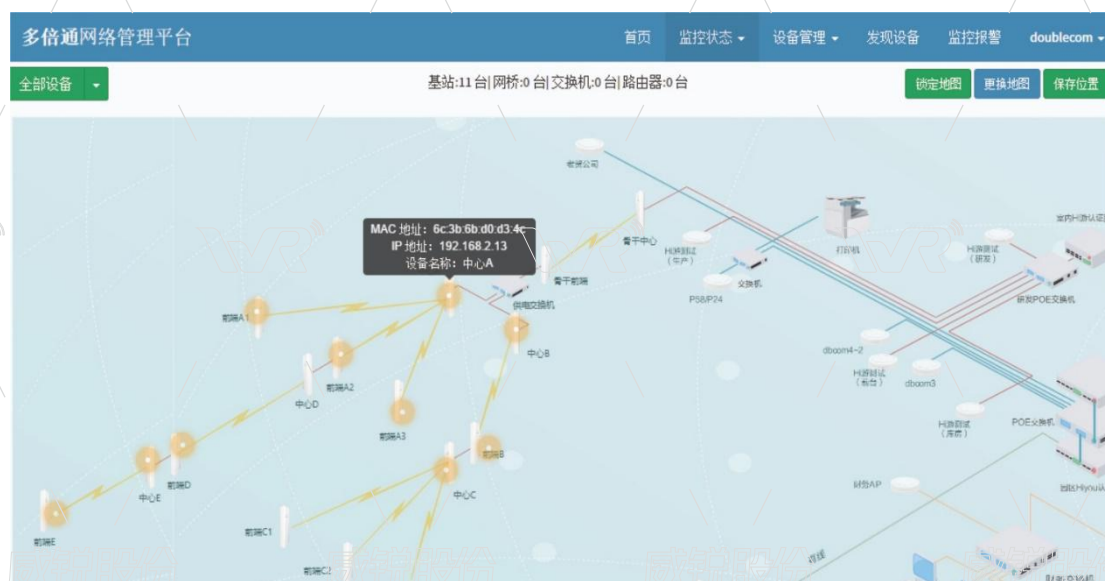 多倍通网络管理平台
首页 监控状态 设备管理 发现设备 监控报警 doublecom
全部设备
基站:11台|网桥:0台|交换机:0台|路由器:0台
锁定地图 更换地图 保存位置
MAC 地址：6c:3b:6b:d0:d3:4c
IP 地址：192.168.2.13
设备名称：中心A
骨干中心
骨干前端
供电交换机
交换机
打印机
P58/P24
研发POE交换机
POE交换机
前端A1
前端A2
前端A3
中心B
中心D
前端B
中心C
中心E
前端D
前端E
前端C1
前端C2
dboom4-2
dboom3